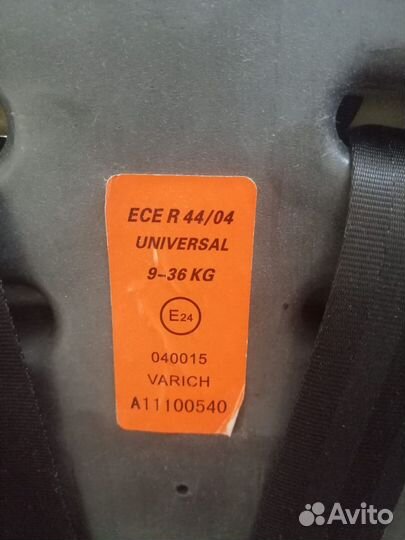 ECE R 44/04
UNIVERSAL
9-36 KG
E24
040015
VARICH
A11100540
Avito